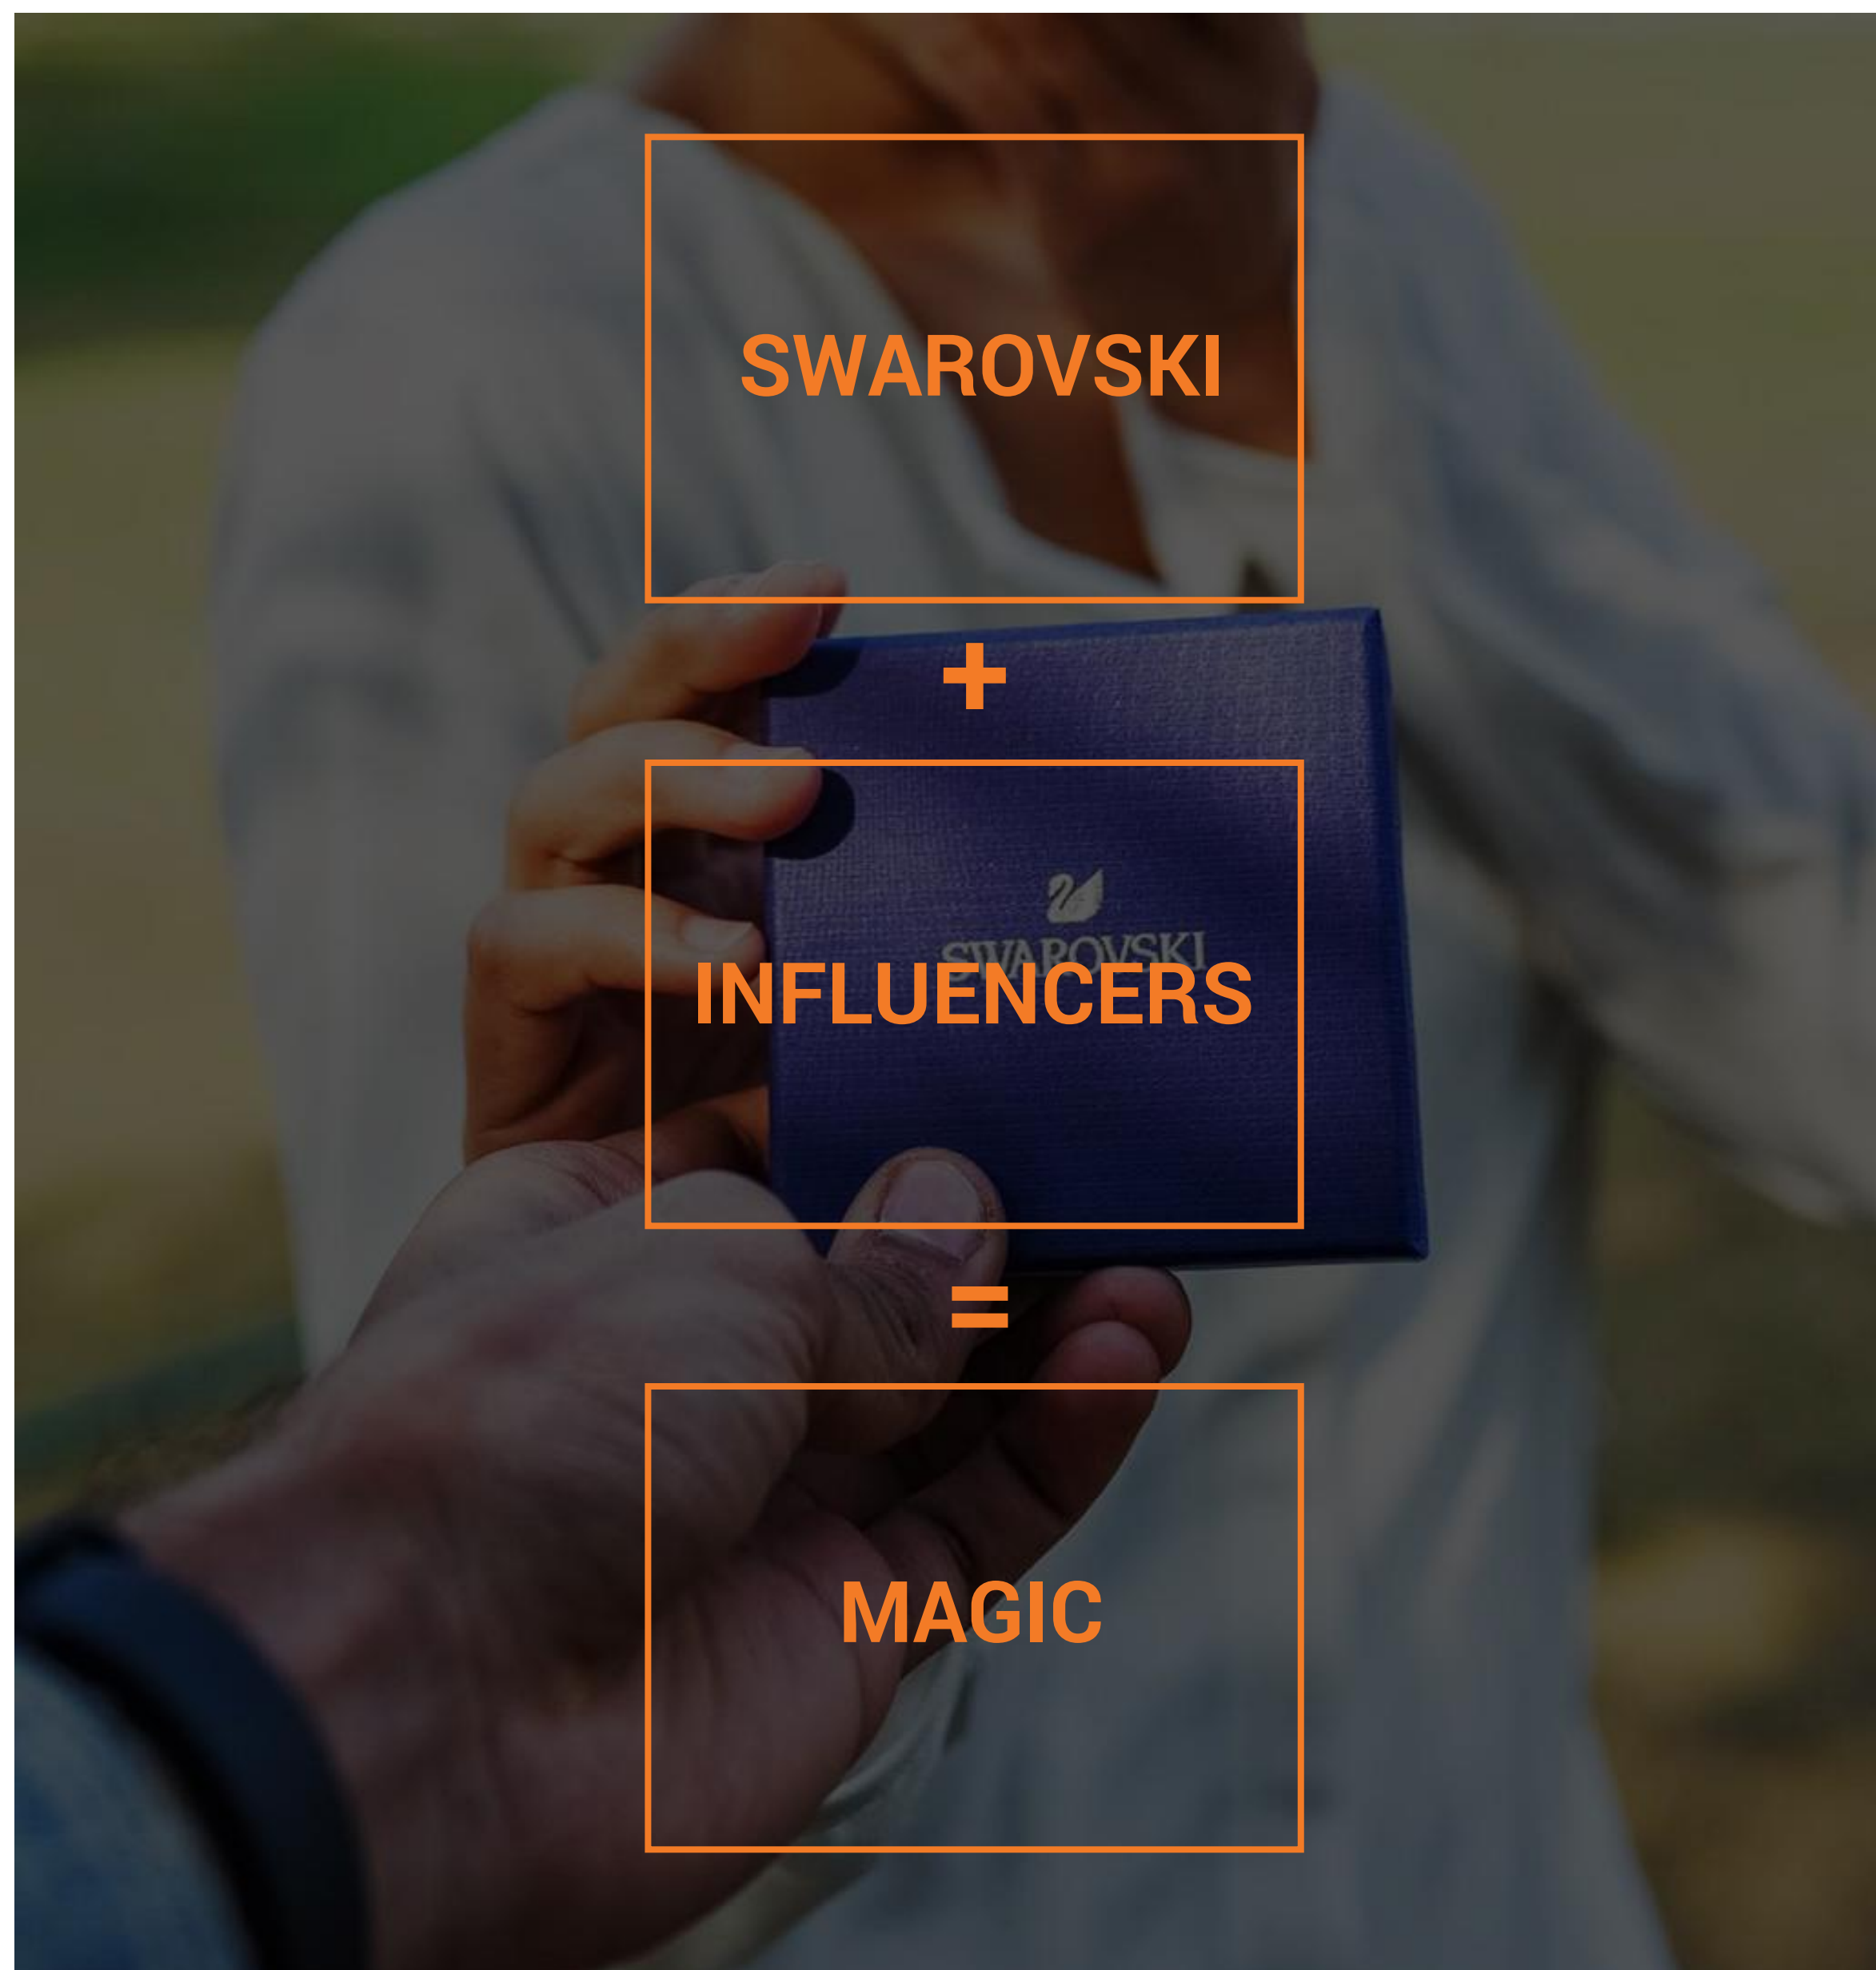 SWAROVSKI
+
SWAROVSKI
INFLUENCERS
=
MAGIC